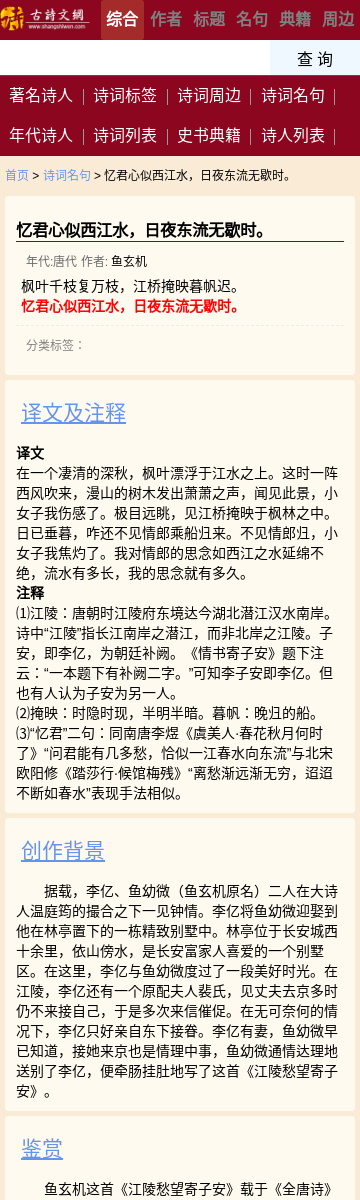 古詩文網
www.shangshiwen.com
综合 作者 标题 名句 典籍 周边
查 询
著名诗人 | 诗词标签 | 诗词周边 | 诗词名句 |
年代诗人 | 诗词列表 | 史书典籍 | 诗人列表 |
首页 > 诗词名句 > 忆君心似西江水，日夜东流无歇时。
忆君心似西江水，日夜东流无歇时。
年代:唐代 作者: 鱼玄机
枫叶千枝复万枝，江桥掩映暮帆迟。
忆君心似西江水，日夜东流无歇时。
分类标签：
译文及注释
译文
在一个凄清的深秋，枫叶漂浮于江水之上。这时一阵
西风吹来，漫山的树木发出萧萧之声，闻见此景，小
女子我伤感了。极目远眺，见江桥掩映于枫林之中。
日已垂暮，咋还不见情郎乘船归来。不见情郎归，小
女子我焦灼了。我对情郎的思念如西江之水延绵不
绝，流水有多长，我的思念就有多久。
注释
⑴江陵：唐朝时江陵府东境达今湖北潜江汉水南岸。
诗中“江陵”指长江南岸之潜江，而非北岸之江陵。子
安，即李亿，为朝廷补阙。《情书寄子安》题下注
云：“一本题下有补阙二字。”可知李子安即李亿。但
也有人认为子安为另一人。
⑵掩映：时隐时现，半明半暗。暮帆：晚归的船。
⑶“忆君”二句：同南唐李煜《虞美人·春花秋月何时
了》“问君能有几多愁，恰似一江春水向东流”与北宋
欧阳修《踏莎行·候馆梅残》“离愁渐远渐无穷，迢迢
不断如春水”表现手法相似。
创作背景
据载，李亿、鱼幼微（鱼玄机原名）二人在大诗
人温庭筠的撮合之下一见钟情。李亿将鱼幼微迎娶到
他在林亭置下的一栋精致别墅中。林亭位于长安城西
十余里，依山傍水，是长安富家人喜爱的一个别墅
区。在这里，李亿与鱼幼微度过了一段美好时光。在
江陵，李亿还有一个原配夫人裴氏，见丈夫去京多时
仍不来接自己，于是多次来信催促。在无可奈何的情
况下，李亿只好亲自东下接眷。李亿有妻，鱼幼微早
已知道，接她来京也是情理中事，鱼幼微通情达理地
送别了李亿，便牵肠挂肚地写了这首《江陵愁望寄子
安》。
鉴赏
鱼玄机这首《江陵愁望寄子安》载于《全唐诗》